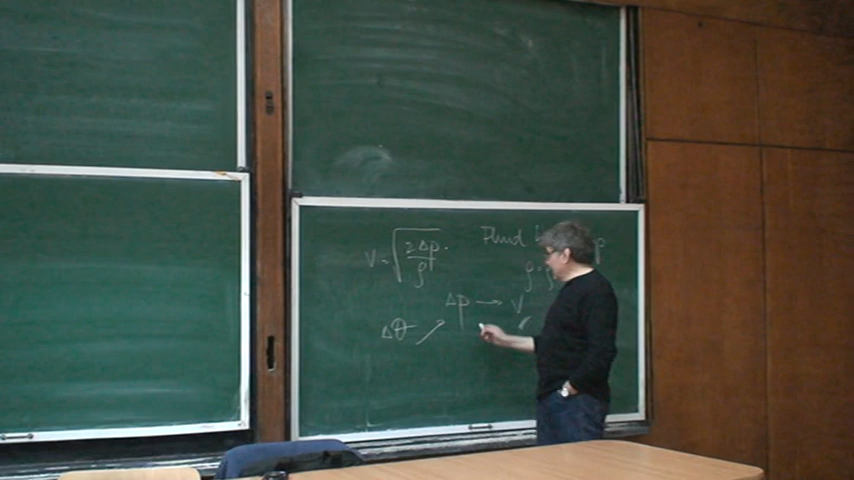 V = √(2Δp/ρ) Fluid
Δp → V
Δθ ↗